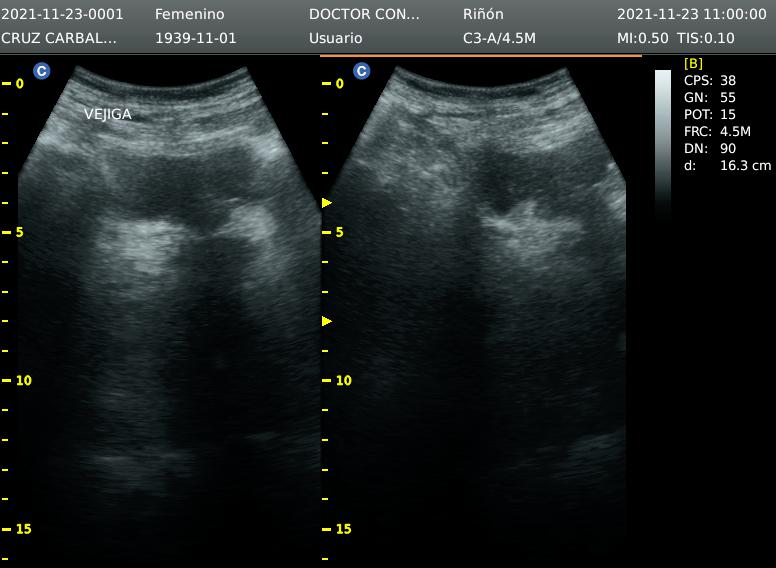 2021-11-23-0001 Femenino DOCTOR CON... Riñón 2021-11-23 11:00:00
CRUZ CARBAL... 1939-11-01 Usuario C3-A/4.5M MI:0.50 TIS:0.10
C
VEJIGA
0
5
10
15
C
0
5
10
15
[B]
CPS: 38
GN: 55
POT: 15
FRC: 4.5M
DN: 90
d: 16.3 cm